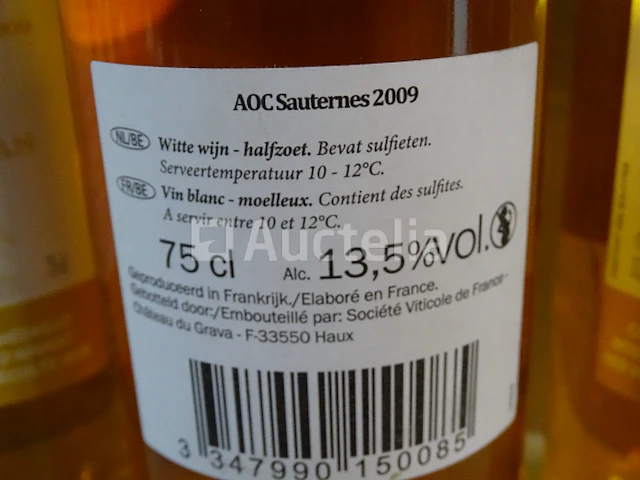 AOC Sauternes 2009
NL/BE Witte wijn - halfzoet. Bevat sulfieten.
Serveertemperatuur 10 - 12°C.
FR/BE Vin blanc - moelleux. Contient des sulfites.
A servir entre 10 et 12°C.
Auctelia
75 cl Alc. 13,5%vol.
Geproduceerd in Frankrijk./Elaboré en France.
Gebotteld door:/Embouteillé par: Société Viticole de France -
Château du Grava - F-33550 Haux
3 347990 150085